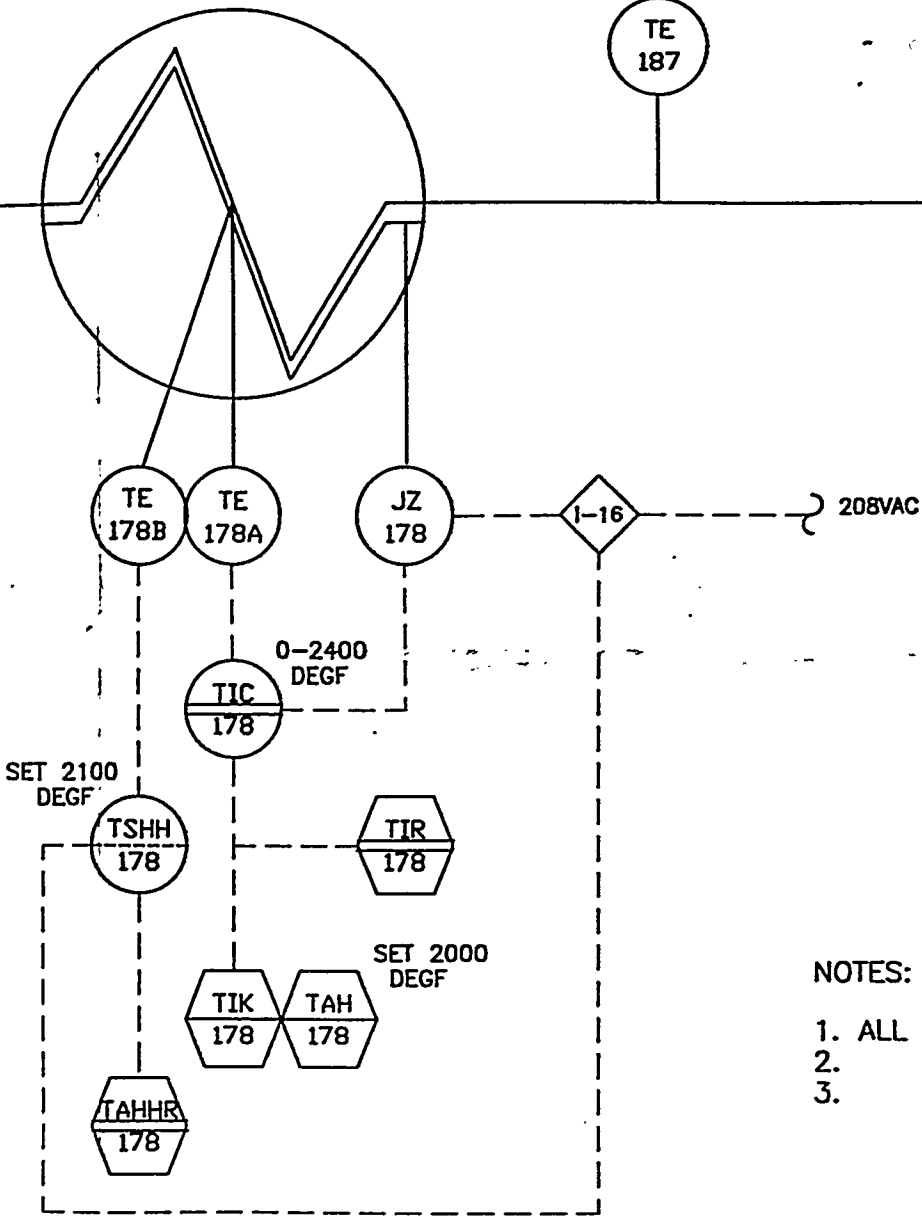 TE
187
TE
178B
TE
178A
JZ
178
I-16
208VAC
0-2400
DEGF
TIC
178
SET 2100
DEGF
TSHH
178
TIR
178
SET 2000
DEGF
TIK
178
TAH
178
TAHHR
178
NOTES:
1. ALL
2.
3.